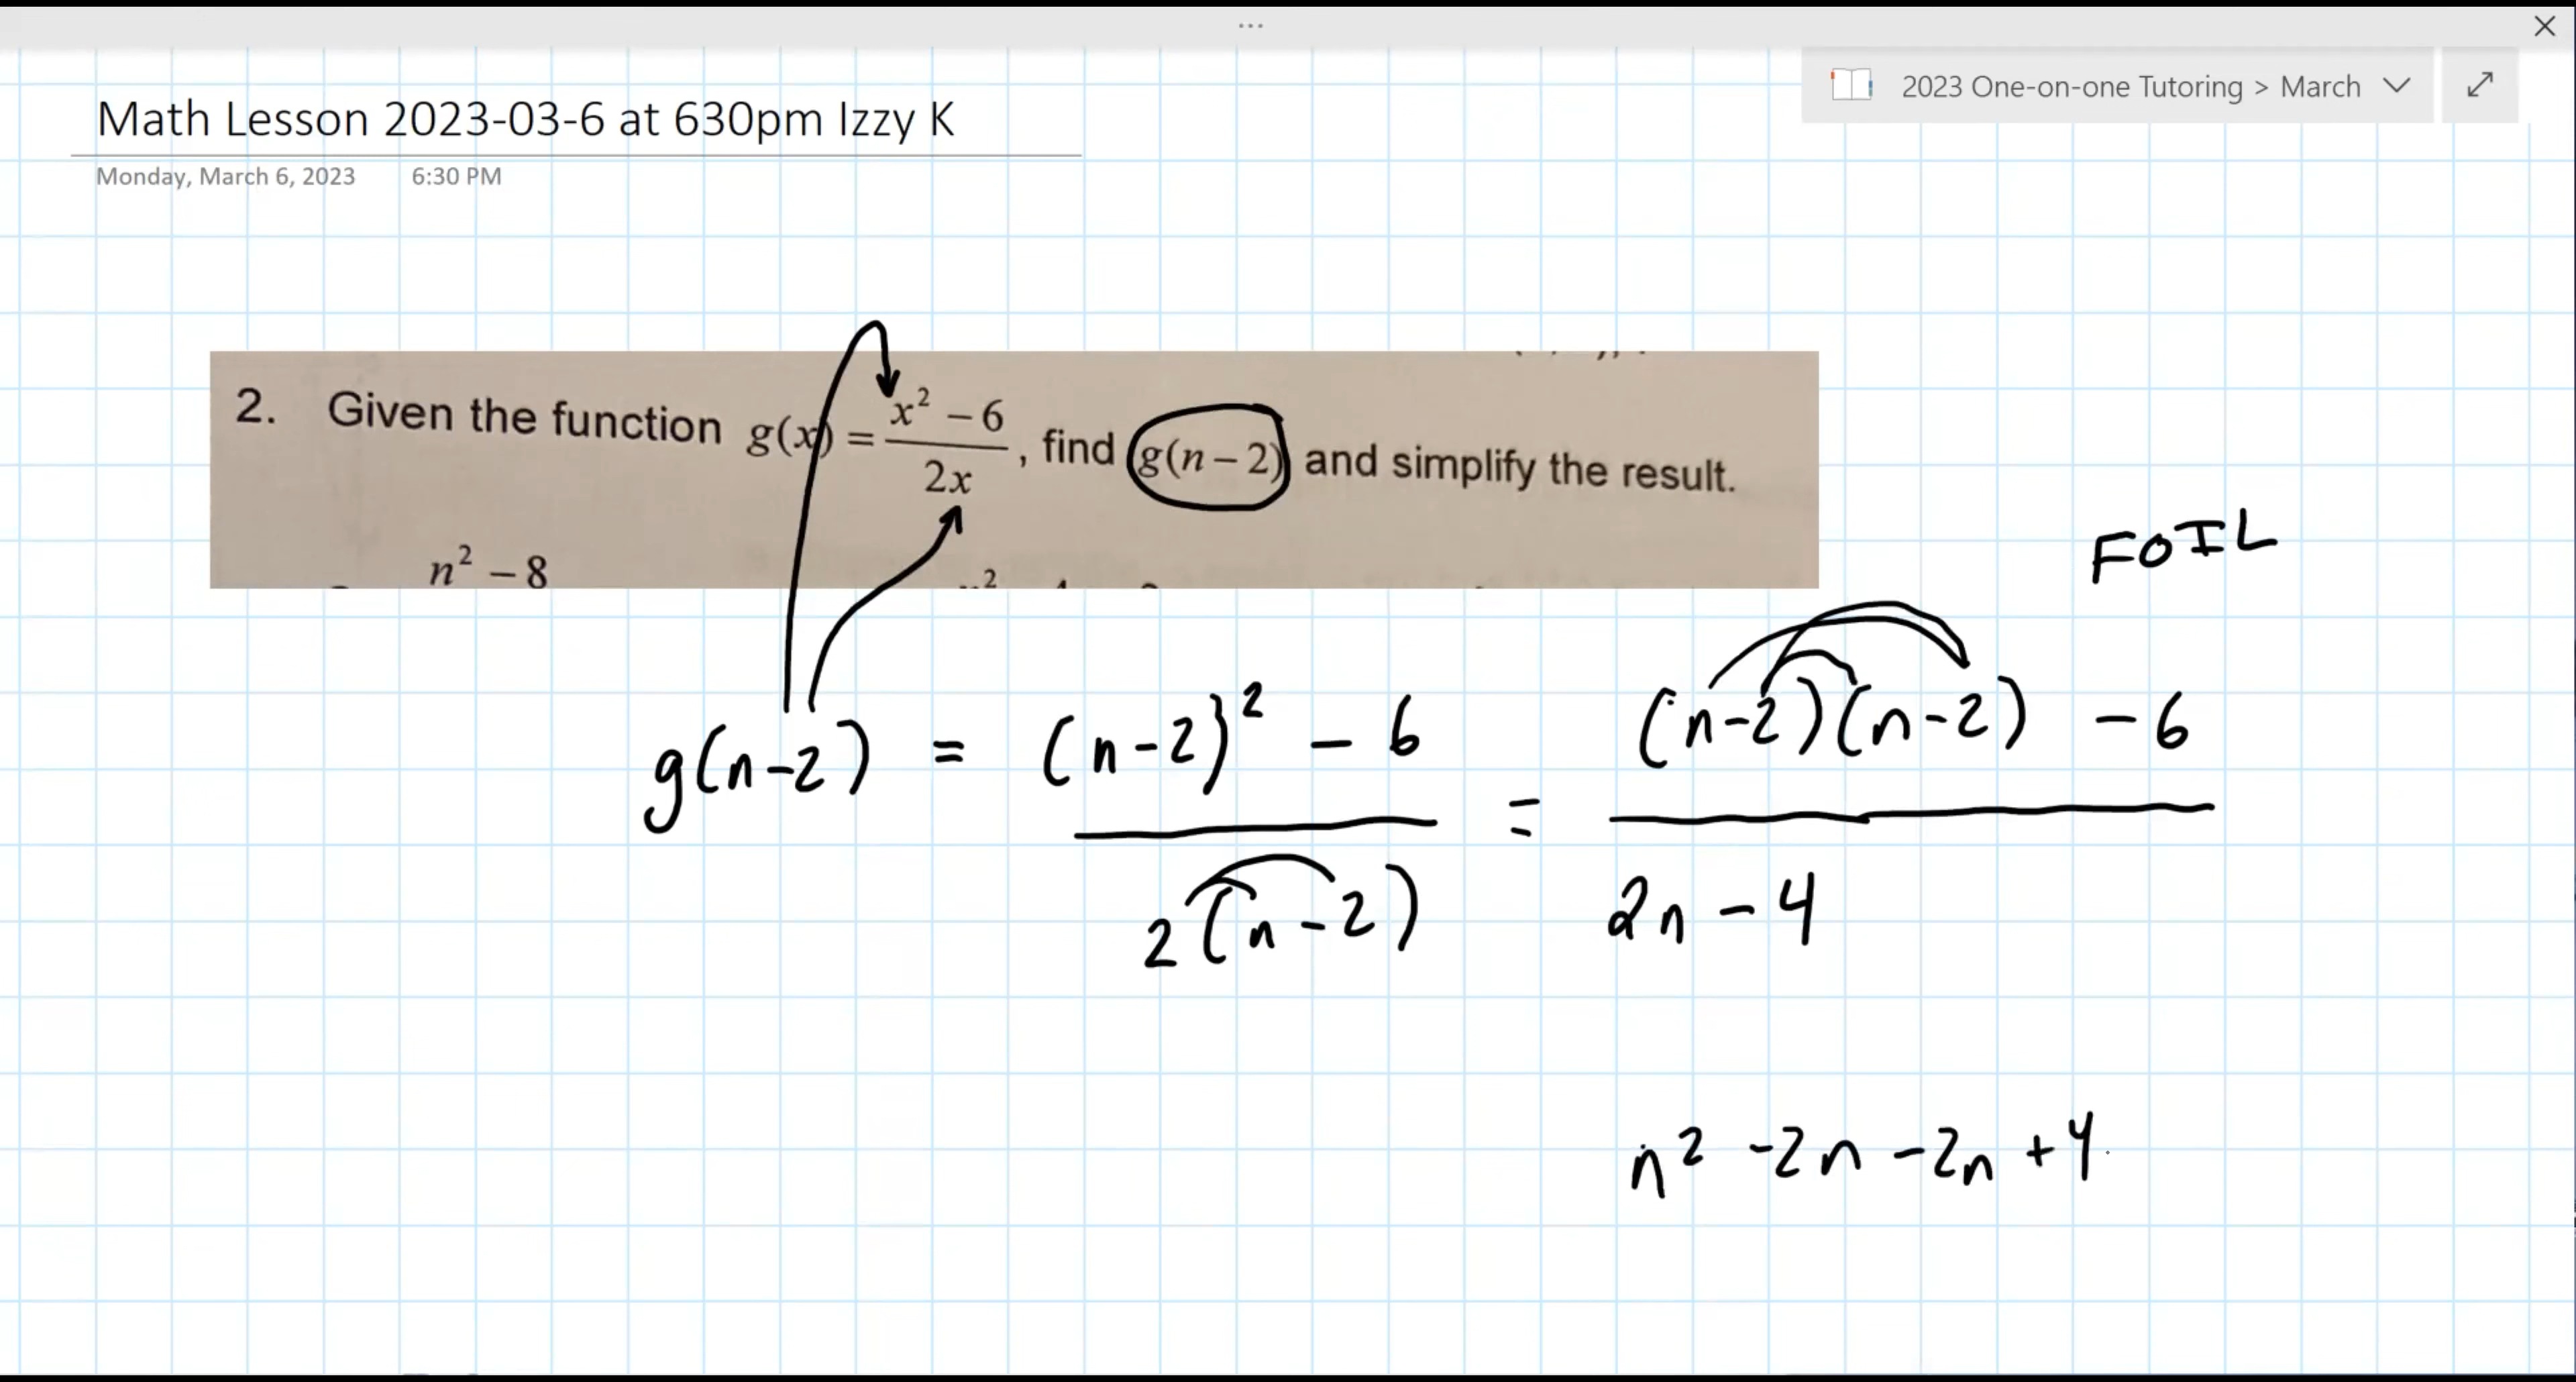 2023 One-on-one Tutoring > March
Math Lesson 2023-03-6 at 630pm Izzy K
Monday, March 6, 2023 6:30 PM
2. Given the function g(x) = (x² − 6)/(2x), find g(n − 2) and simplify the result.
n² − 8
FOIL
g(n-2) = ((n-2)² - 6)/(2(n-2)) = ((n-2)(n-2) - 6)/(2n - 4)
n² -2n -2n +4